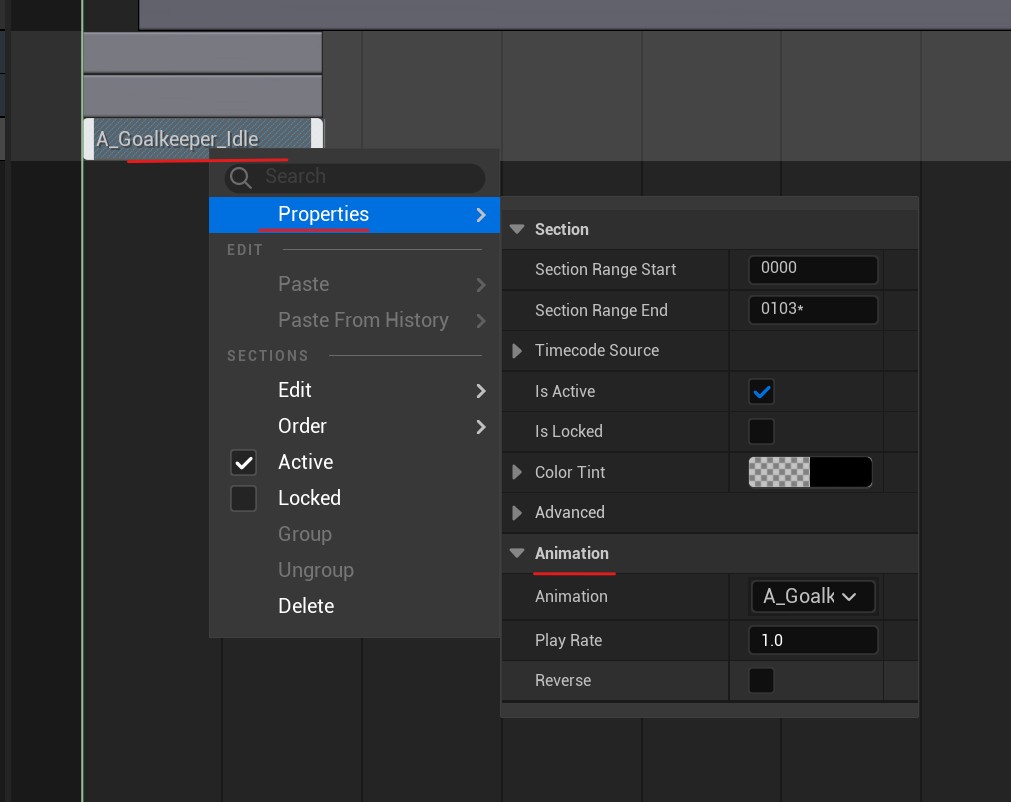 A_Goalkeeper_Idle
Search
Properties
EDIT
Paste
Paste From History
SECTIONS
Edit
Order
Active
Locked
Group
Ungroup
Delete
Section
Section Range Start 0000
Section Range End 0103*
Timecode Source
Is Active
Is Locked
Color Tint
Advanced
Animation
Animation A_Goalk
Play Rate 1.0
Reverse